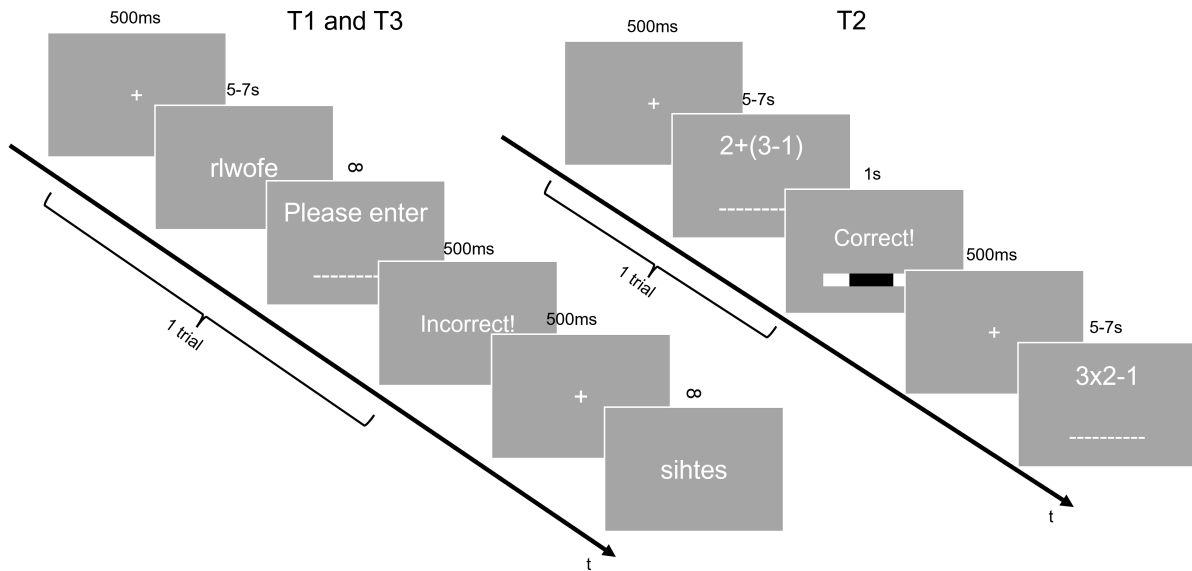 T1 and T3
500ms
+
5-7s
rlwofe
∞
Please enter
----------
500ms
Incorrect!
500ms
+
∞
sihtes
1 trial
t
T2
500ms
+
5-7s
2+(3-1)
----------
1s
Correct!
500ms
+
5-7s
3x2-1
----------
1 trial
t